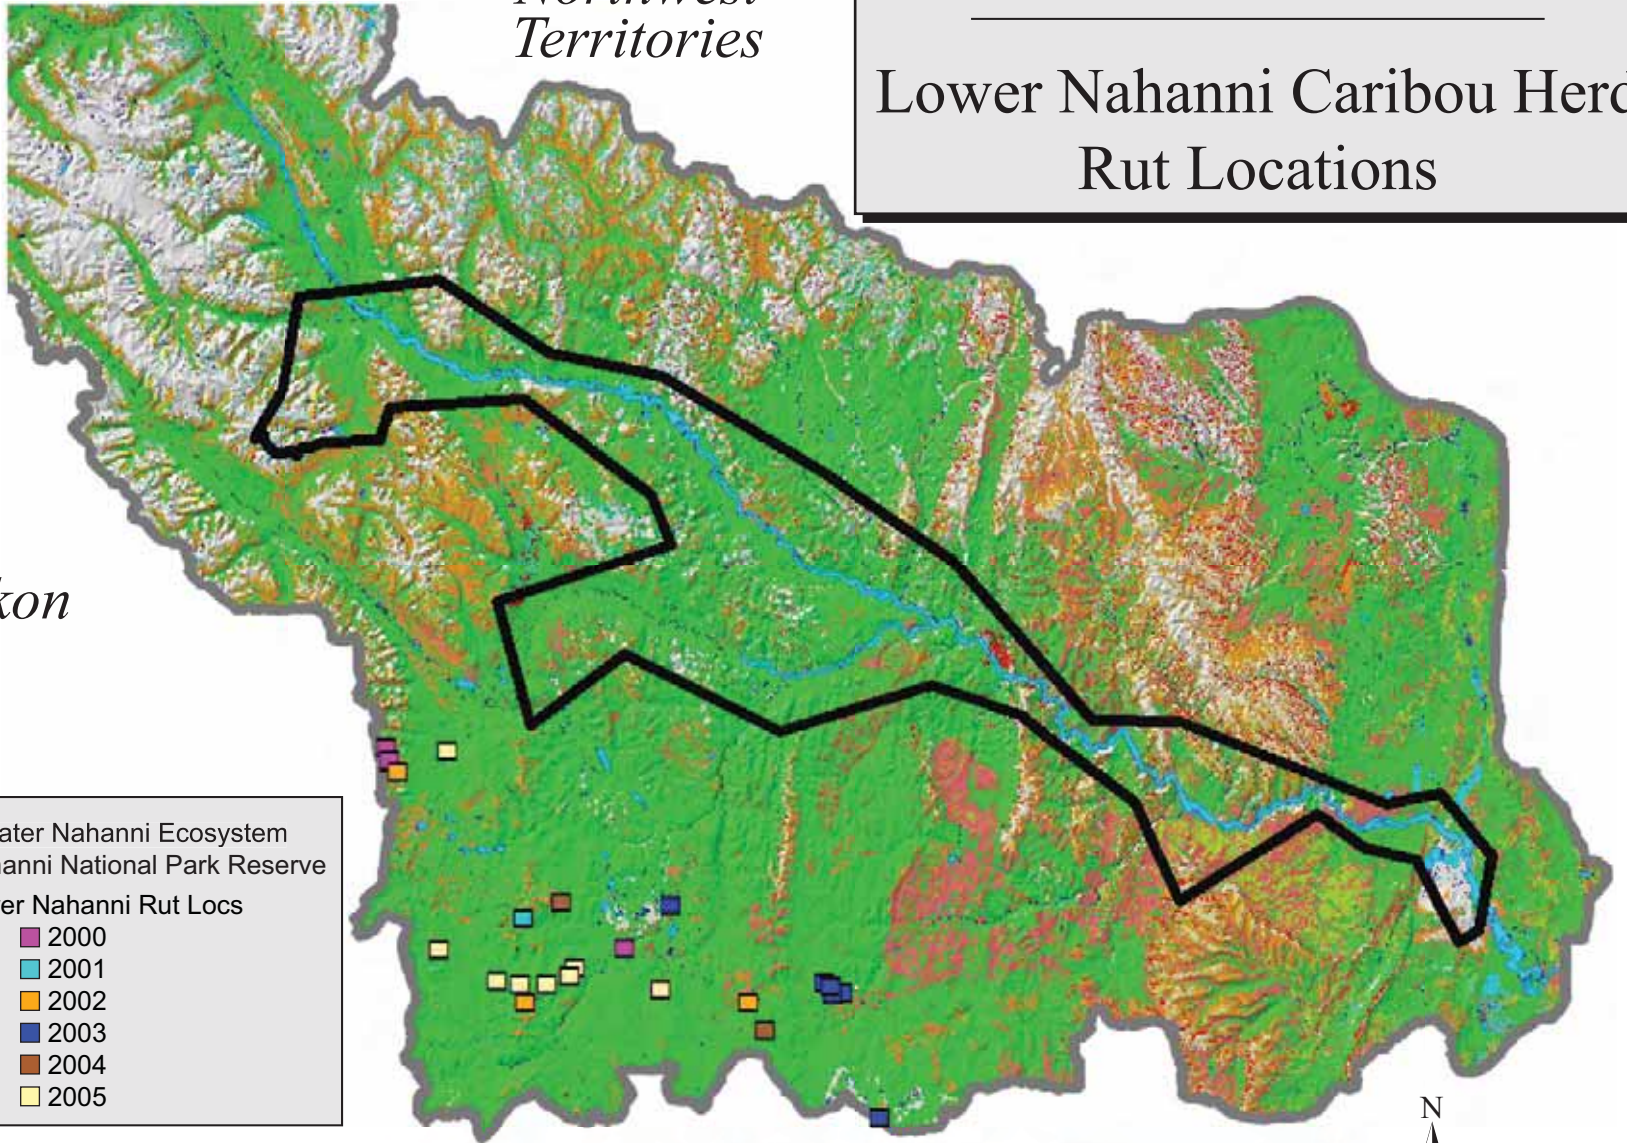 Territories
Lower Nahanni Caribou Herd
Rut Locations
kon
ater Nahanni Ecosystem
hanni National Park Reserve
er Nahanni Rut Locs
2000
2001
2002
2003
2004
2005
N